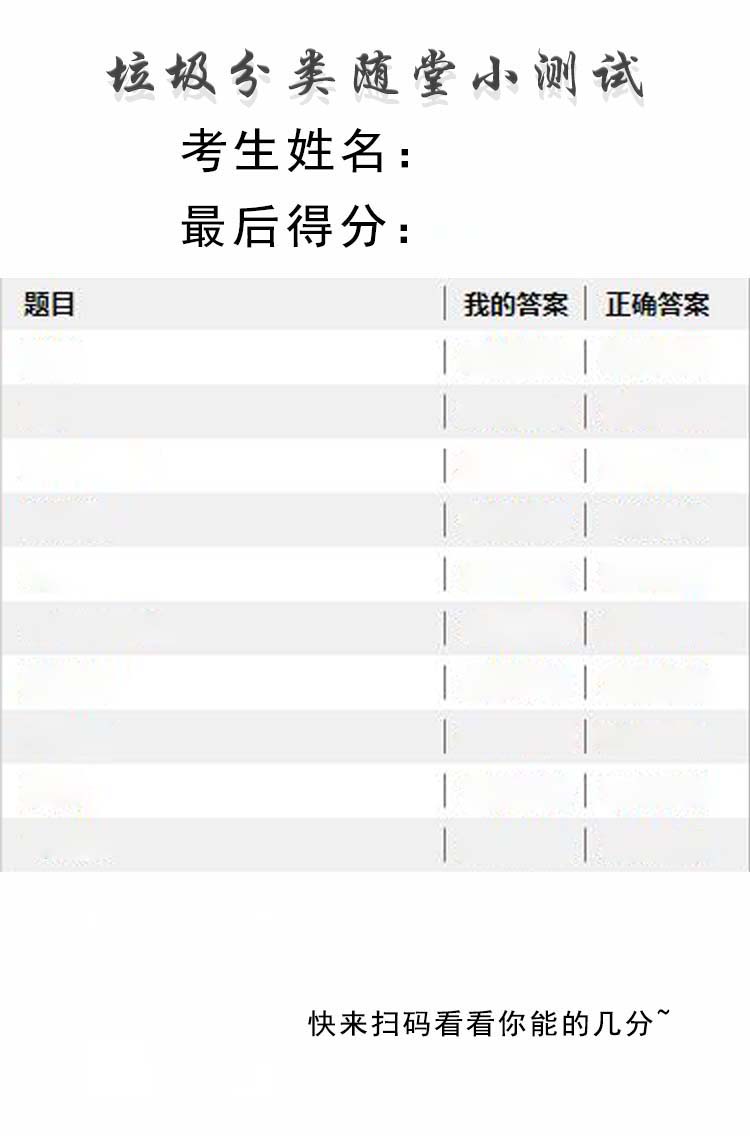 垃圾分类随堂小测试
考生姓名：
最后得分：
题目 我的答案 正确答案
快来扫码看看你能的几分~